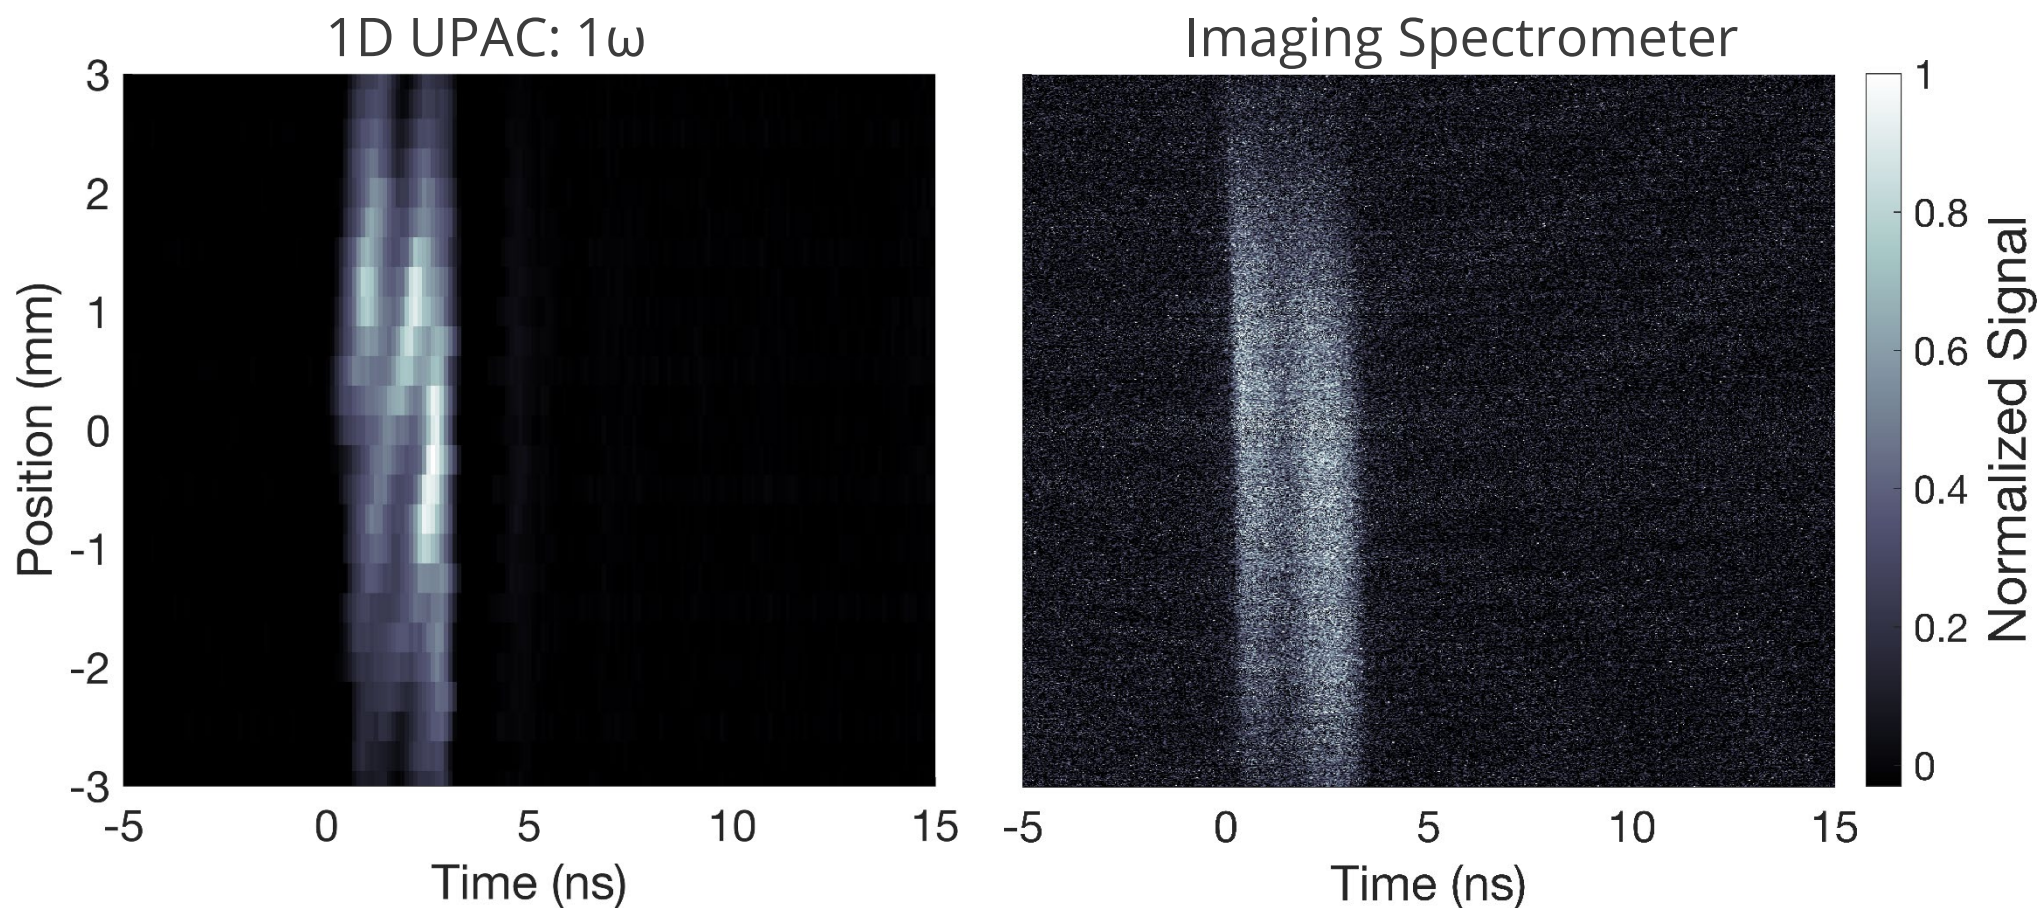 1D UPAC: 1ω
Imaging Spectrometer
3
2
1
0
-1
-2
-3
Position (mm)
-5 0 5 10 15
Time (ns)
-5 0 5 10 15
Time (ns)
1
0.8
0.6
0.4
0.2
0
Normalized Signal